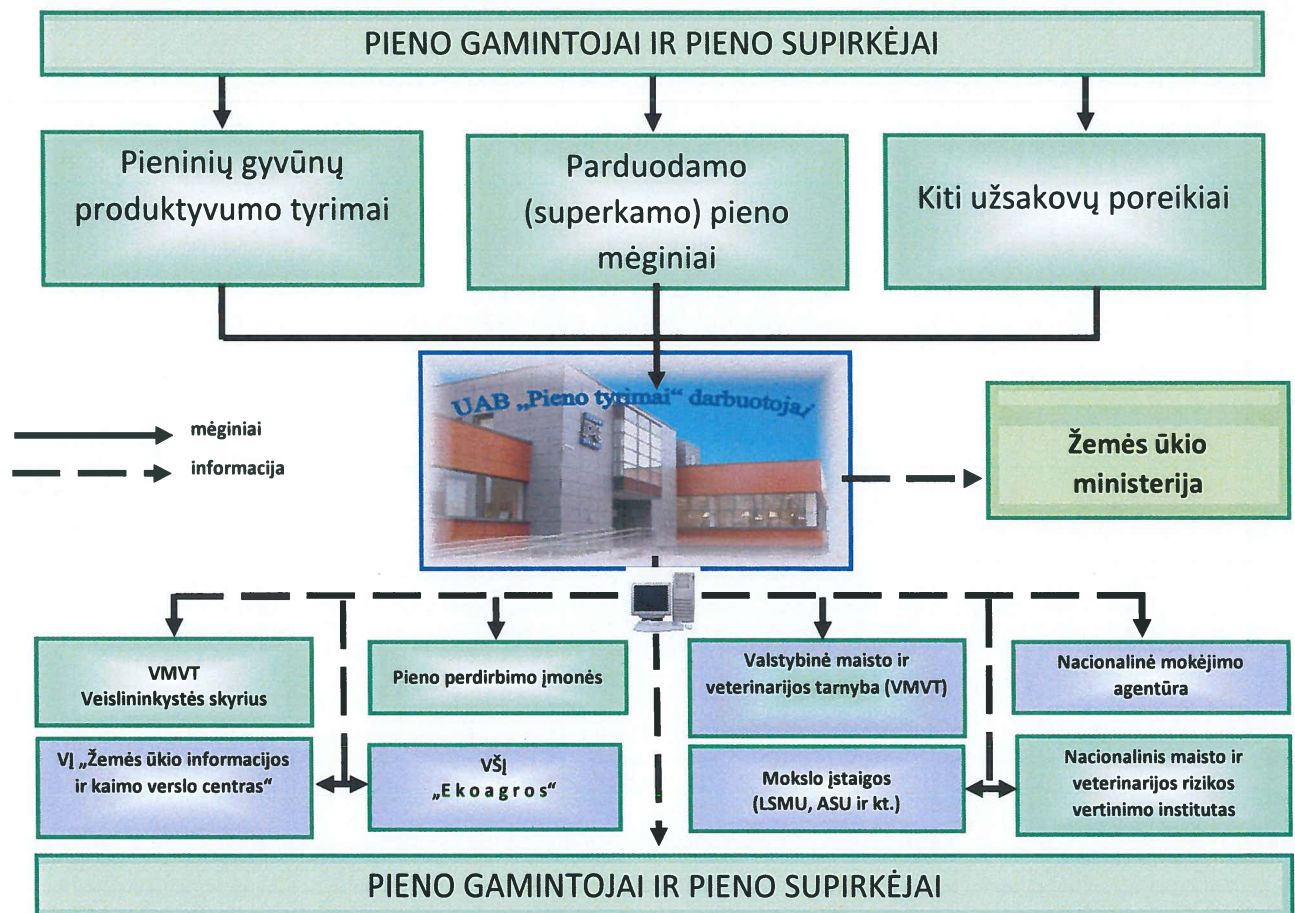 PIENO GAMINTOJAI IR PIENO SUPIRKĖJAI
Pieninių gyvūnų
produktyvumo tyrimai
Parduodamo
(superkamo) pieno
mėginiai
Kiti užsakovų poreikiai
UAB „Pieno tyrimai“ darbuotojai
mėginiai
informacija
Žemės ūkio
ministerija
VMVT
Veislininkystės skyrius
Pieno perdirbimo įmonės
Valstybinė maisto ir
veterinarijos tarnyba (VMVT)
Nacionalinė mokėjimo
agentūra
VĮ „Žemės ūkio informacijos
ir kaimo verslo centras“
VŠĮ
„E k o a g r o s“
Mokslo įstaigos
(LSMU, ASU ir kt.)
Nacionalinis maisto ir
veterinarijos rizikos
vertinimo institutas
PIENO GAMINTOJAI IR PIENO SUPIRKĖJAI